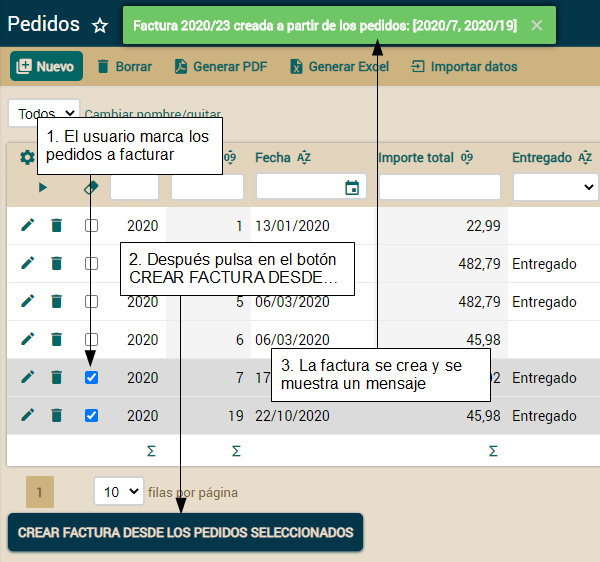 Pedidos
Factura 2020/23 creada a partir de los pedidos: [2020/7, 2020/19]
Nuevo Borrar Generar PDF Generar Excel Importar datos
Todos Cambiar nombre/quitar
1. El usuario marca los
pedidos a facturar
09 Fecha AZ Importe total 09 Entregado AZ
2020 1 13/01/2020 22,99
482,79 Entregado
2. Después pulsa en el botón
CREAR FACTURA DESDE...
2020 5 06/03/2020 482,79 Entregado
2020 6 06/03/2020 45,98
3. La factura se crea y se
muestra un mensaje
2020 7 17 02 Entregado
2020 19 22/10/2020 45,98 Entregado
Σ Σ Σ
1 10 filas por página
CREAR FACTURA DESDE LOS PEDIDOS SELECCIONADOS